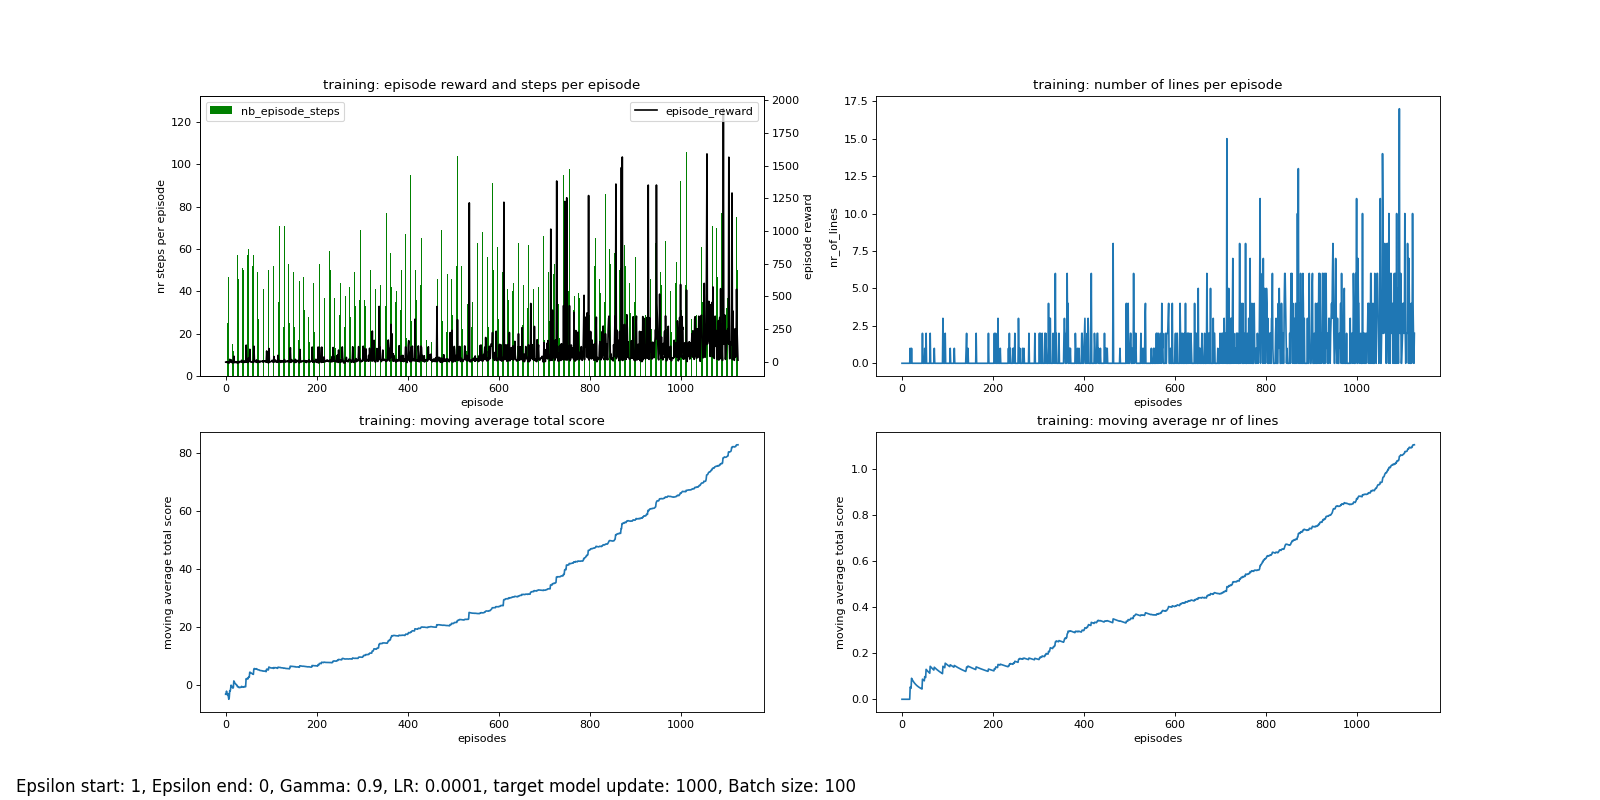 training: episode reward and steps per episode
nb_episode_steps
episode_reward
nr steps per episode
120
100
80
60
40
20
0
2000
1750
1500
1250
1000
750
500
250
0
episode reward
0 200 400 600 800 1000
episode
training: number of lines per episode
nr_of_lines
17.5
15.0
12.5
10.0
7.5
5.0
2.5
0.0
0 200 400 600 800 1000
episodes
training: moving average total score
moving average total score
80
60
40
20
0
0 200 400 600 800 1000
episodes
training: moving average nr of lines
moving average total score
1.0
0.8
0.6
0.4
0.2
0.0
0 200 400 600 800 1000
episodes
Epsilon start: 1, Epsilon end: 0, Gamma: 0.9, LR: 0.0001, target model update: 1000, Batch size: 100